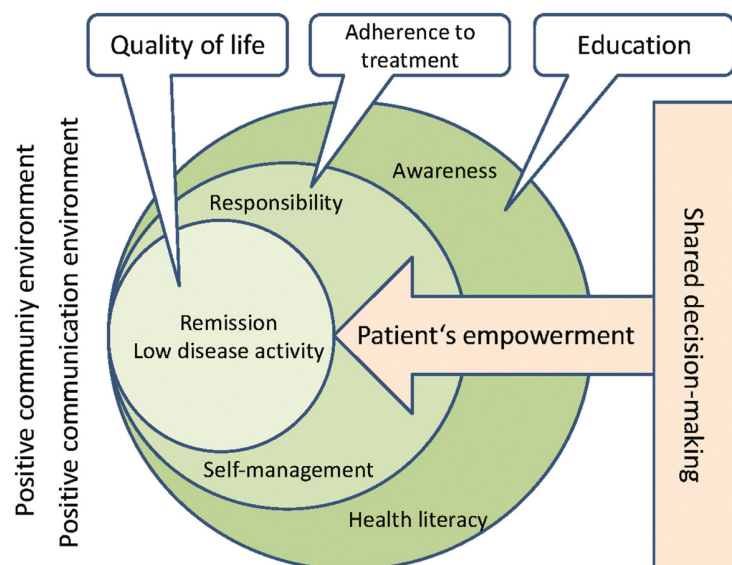 Quality of life
Adherence to
treatment
Education
Positive communiy environment
Positive communication environment
Awareness
Responsibility
Remission
Low disease activity
Patient‘s empowerment
Shared decision-making
Self-management
Health literacy